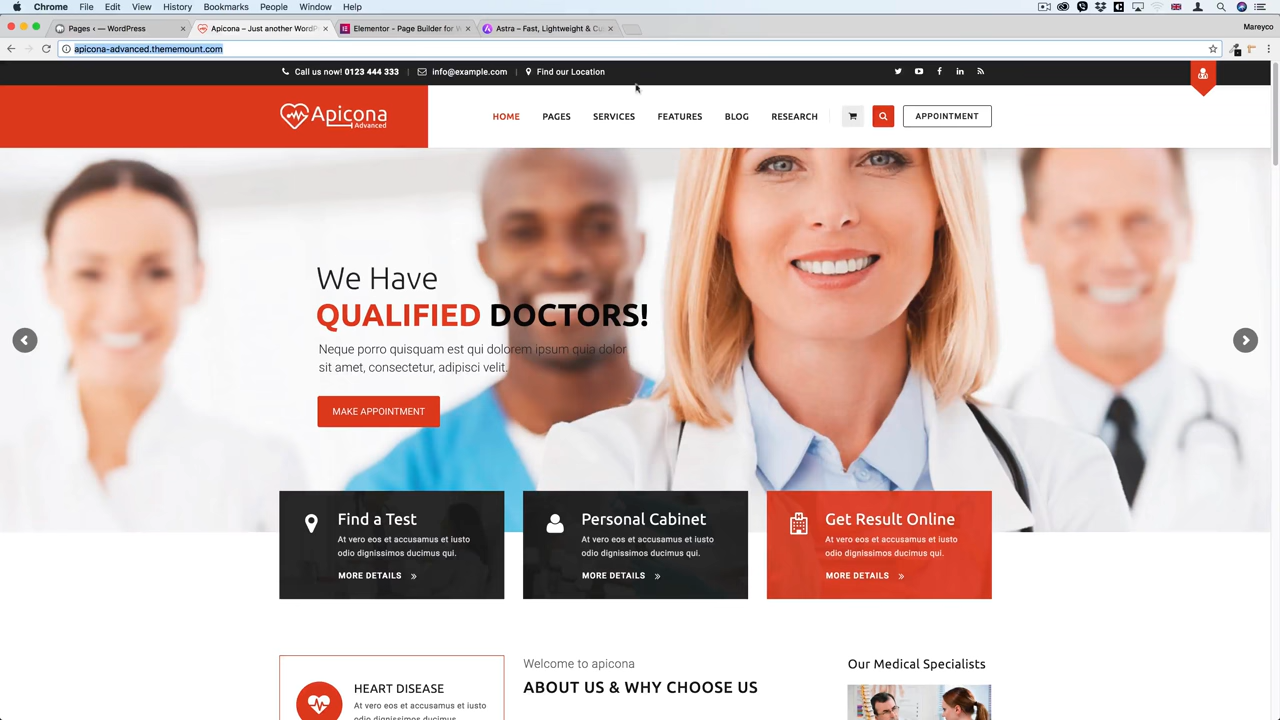 Chrome File Edit View History Bookmarks People Window Help
Pages ‹ — WordPress
Apicona – Just another WordP
Elementor - Page Builder for W
Astra – Fast, Lightweight & Cu
Mareyco
apicona-advanced.thememount.com
Call us now! 0123 444 333 | info@example.com | Find our Location
Apicona
Advanced
HOME PAGES SERVICES FEATURES BLOG RESEARCH APPOINTMENT
We Have
QUALIFIED DOCTORS!
Neque porro quisquam est qui dolorem ipsum quia dolor
sit amet, consectetur, adipisci velit.
MAKE APPOINTMENT
Find a Test
At vero eos et accusamus et iusto
odio dignissimos ducimus qui.
MORE DETAILS »
Personal Cabinet
At vero eos et accusamus et iusto
odio dignissimos ducimus qui.
MORE DETAILS »
Get Result Online
At vero eos et accusamus et iusto
odio dignissimos ducimus qui.
MORE DETAILS »
HEART DISEASE
At vero eos et accusamus et iusto
Welcome to apicona
ABOUT US & WHY CHOOSE US
Our Medical Specialists